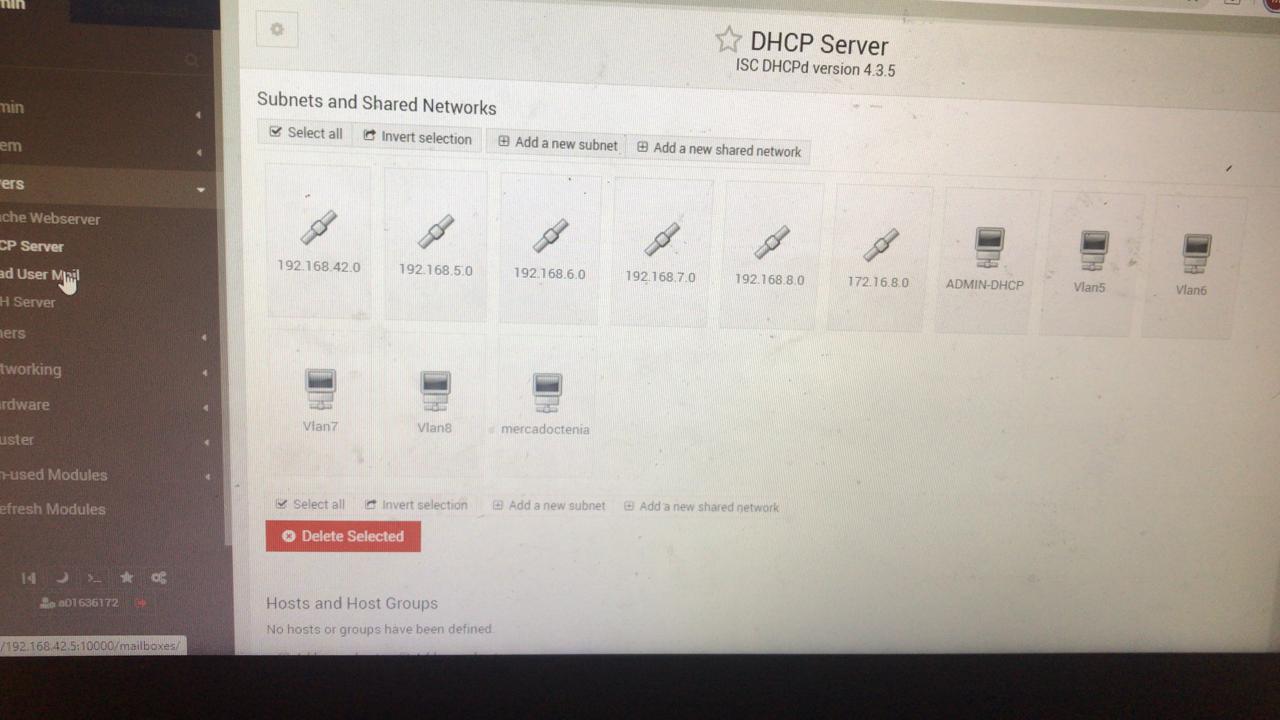 min
DHCP Server
ISC DHCPd version 4.3.5
Subnets and Shared Networks
Select all Invert selection Add a new subnet Add a new shared network
192.168.42.0 192.168.5.0 192.168.6.0 192.168.7.0 192.168.8.0 172.16.8.0 ADMIN-DHCP Vlan5 Vlan6
Vlan7 Vlan8 mercadoctenia
Select all Invert selection Add a new subnet Add a new shared network
Delete Selected
Hosts and Host Groups
No hosts or groups have been defined.
min
em
ers
che Webserver
CP Server
ad User Mail
H Server
ners
tworking
rdware
uster
n-used Modules
efresh Modules
a01636172
/192.168.42.5:10000/mailboxes/